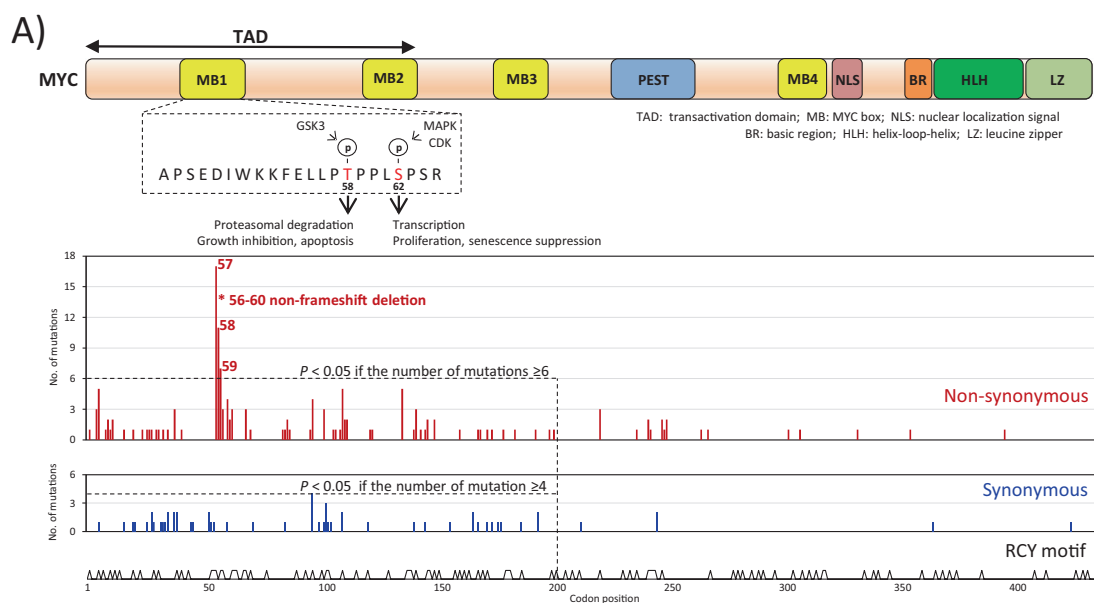 A)
TAD
MYC
MB1
MB2
MB3
PEST
MB4
NLS
BR
HLH
LZ
TAD: transactivation domain; MB: MYC box; NLS: nuclear localization signal
BR: basic region; HLH: helix-loop-helix; LZ: leucine zipper
GSK3
MAPK
CDK
p
p
A P S E D I W K K F E L L P T P P L S P S R
58
62
Proteasomal degradation
Growth inhibition, apoptosis
Transcription
Proliferation, senescence suppression
No. of mutations
18
15
12
9
6
3
0
57
* 56-60 non-frameshift deletion
58
59
P < 0.05 if the number of mutations ≥6
Non-synonymous
No. of mutations
6
3
0
P < 0.05 if the number of mutation ≥4
Synonymous
RCY motif
1 50 100 150 200 250 300 350 400
Codon position